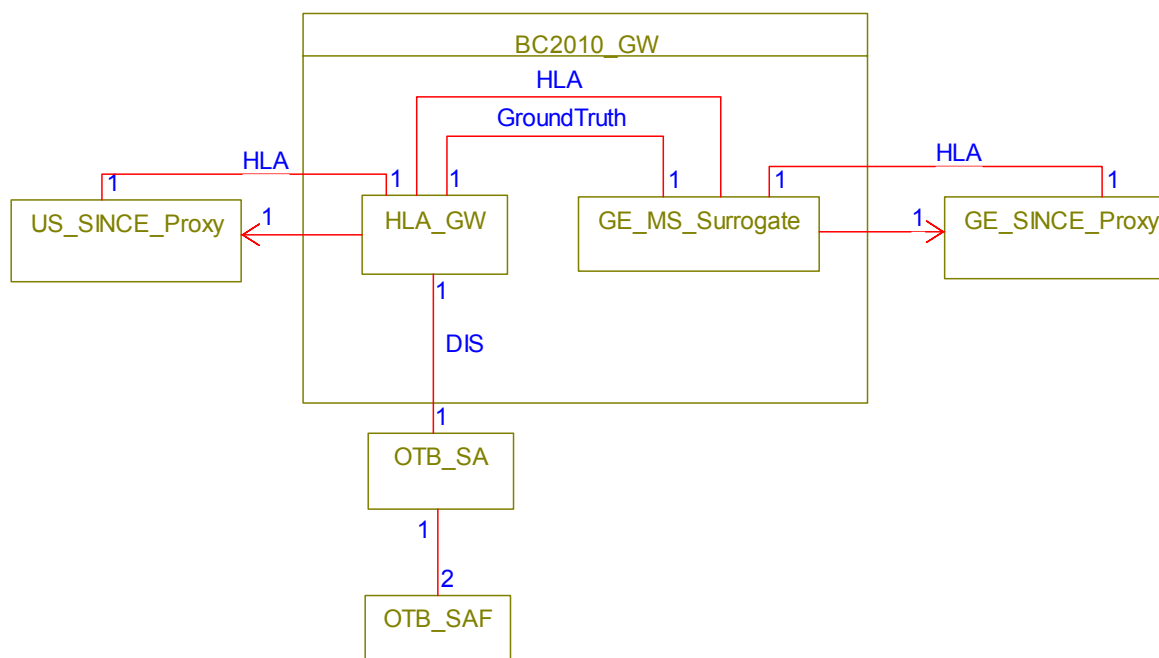 BC2010_GW
HLA
GroundTruth
HLA
HLA
1
1
1
1
1
1
US_SINCE_Proxy
1
HLA_GW
GE_MS_Surrogate
1
GE_SINCE_Proxy
1
DIS
1
OTB_SA
1
2
OTB_SAF